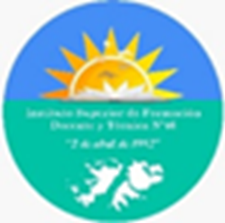 Instituto Superior de Formación
Docente y Técnica N°46
"2 de abril de 1982"